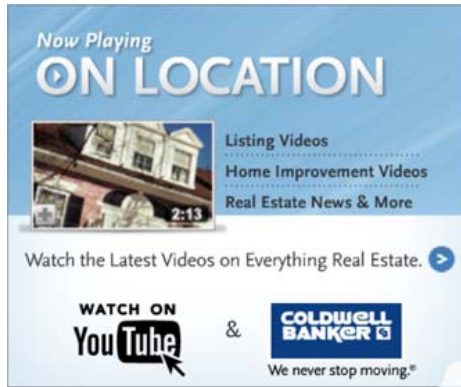 Now Playing
ON LOCATION
Listing Videos
Home Improvement Videos
Real Estate News & More
2:13
Watch the Latest Videos on Everything Real Estate.
WATCH ON
YouTube
&
COLDWELL
BANKER CB
We never stop moving.®